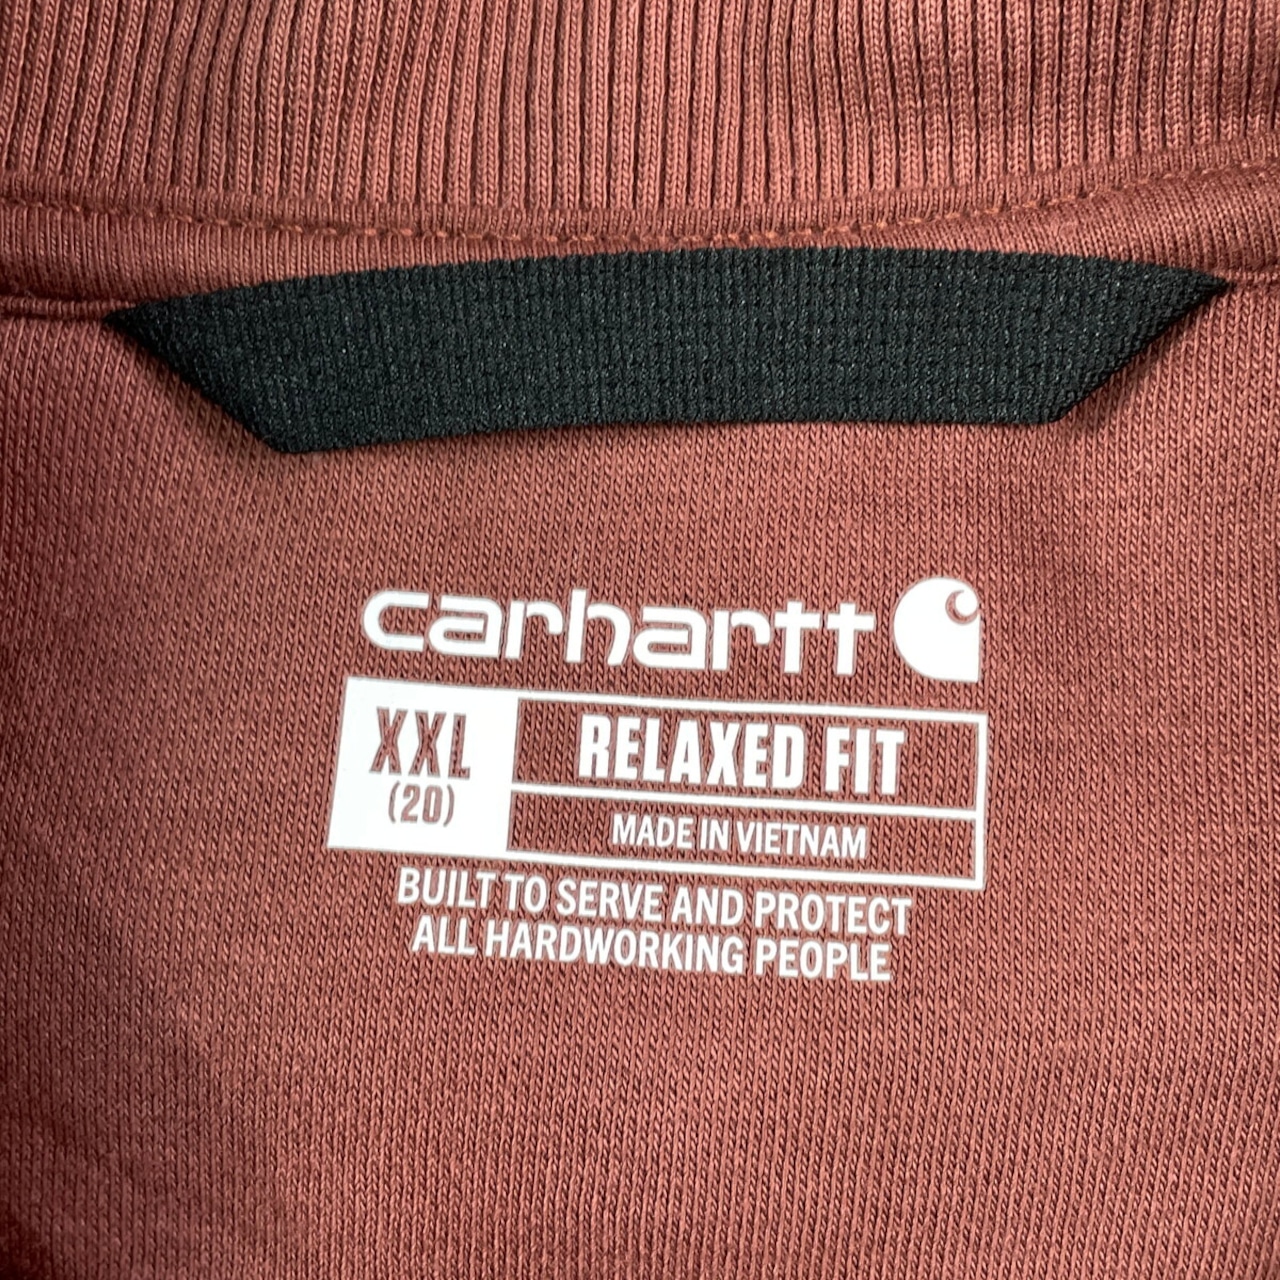 carhartt
XXL
(20)
RELAXED FIT
MADE IN VIETNAM
BUILT TO SERVE AND PROTECT
ALL HARDWORKING PEOPLE